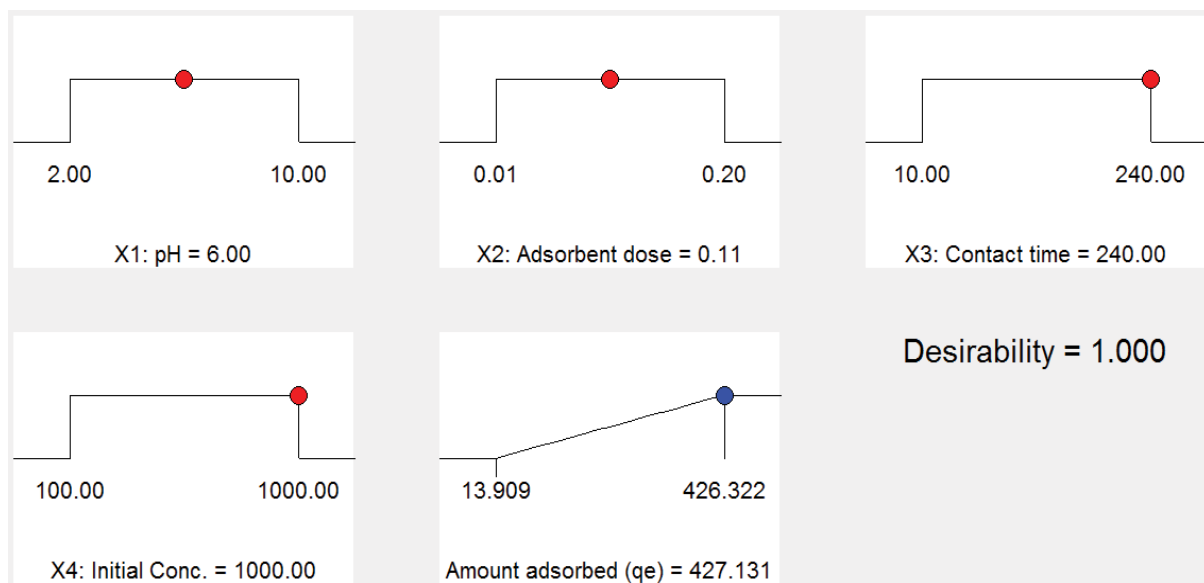 2.00 10.00
X1: pH = 6.00
0.01 0.20
X2: Adsorbent dose = 0.11
10.00 240.00
X3: Contact time = 240.00
100.00 1000.00
X4: Initial Conc. = 1000.00
13.909 426.322
Amount adsorbed (qe) = 427.131
Desirability = 1.000